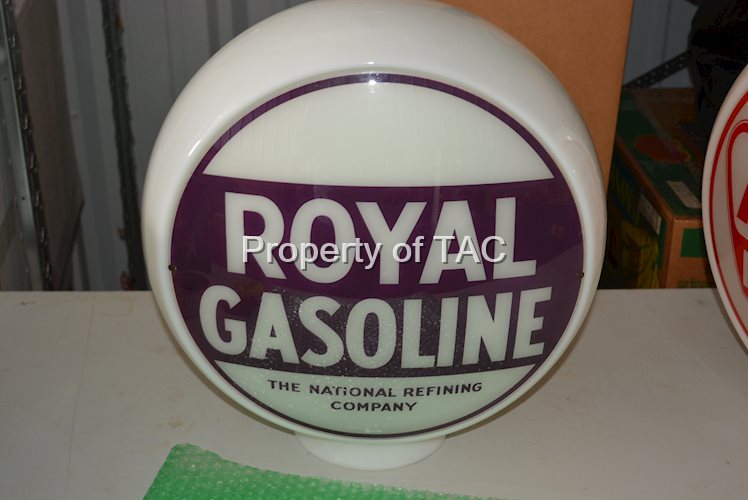 ROYAL
Property of TAC
GASOLINE
THE NATIONAL REFINING
COMPANY